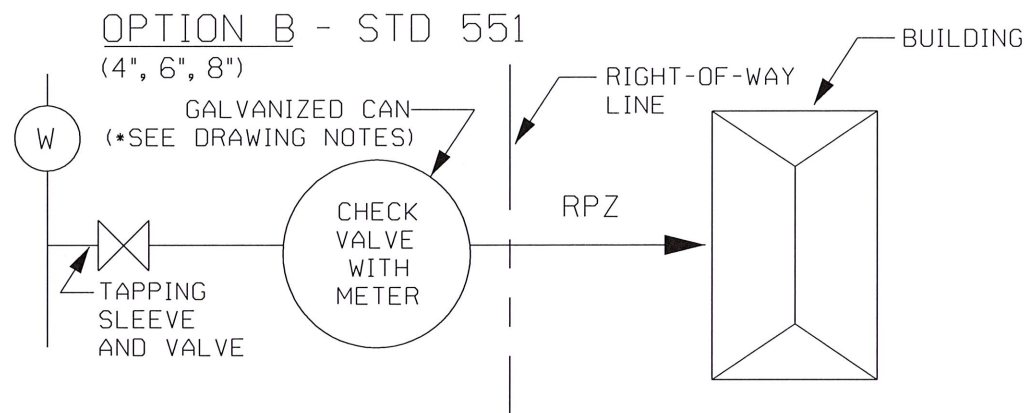 OPTION B - STD 551
(4", 6", 8")
BUILDING
RIGHT-OF-WAY
LINE
GALVANIZED CAN
(*SEE DRAWING NOTES)
W
CHECK
VALVE
WITH
METER
RPZ
TAPPING
SLEEVE
AND VALVE